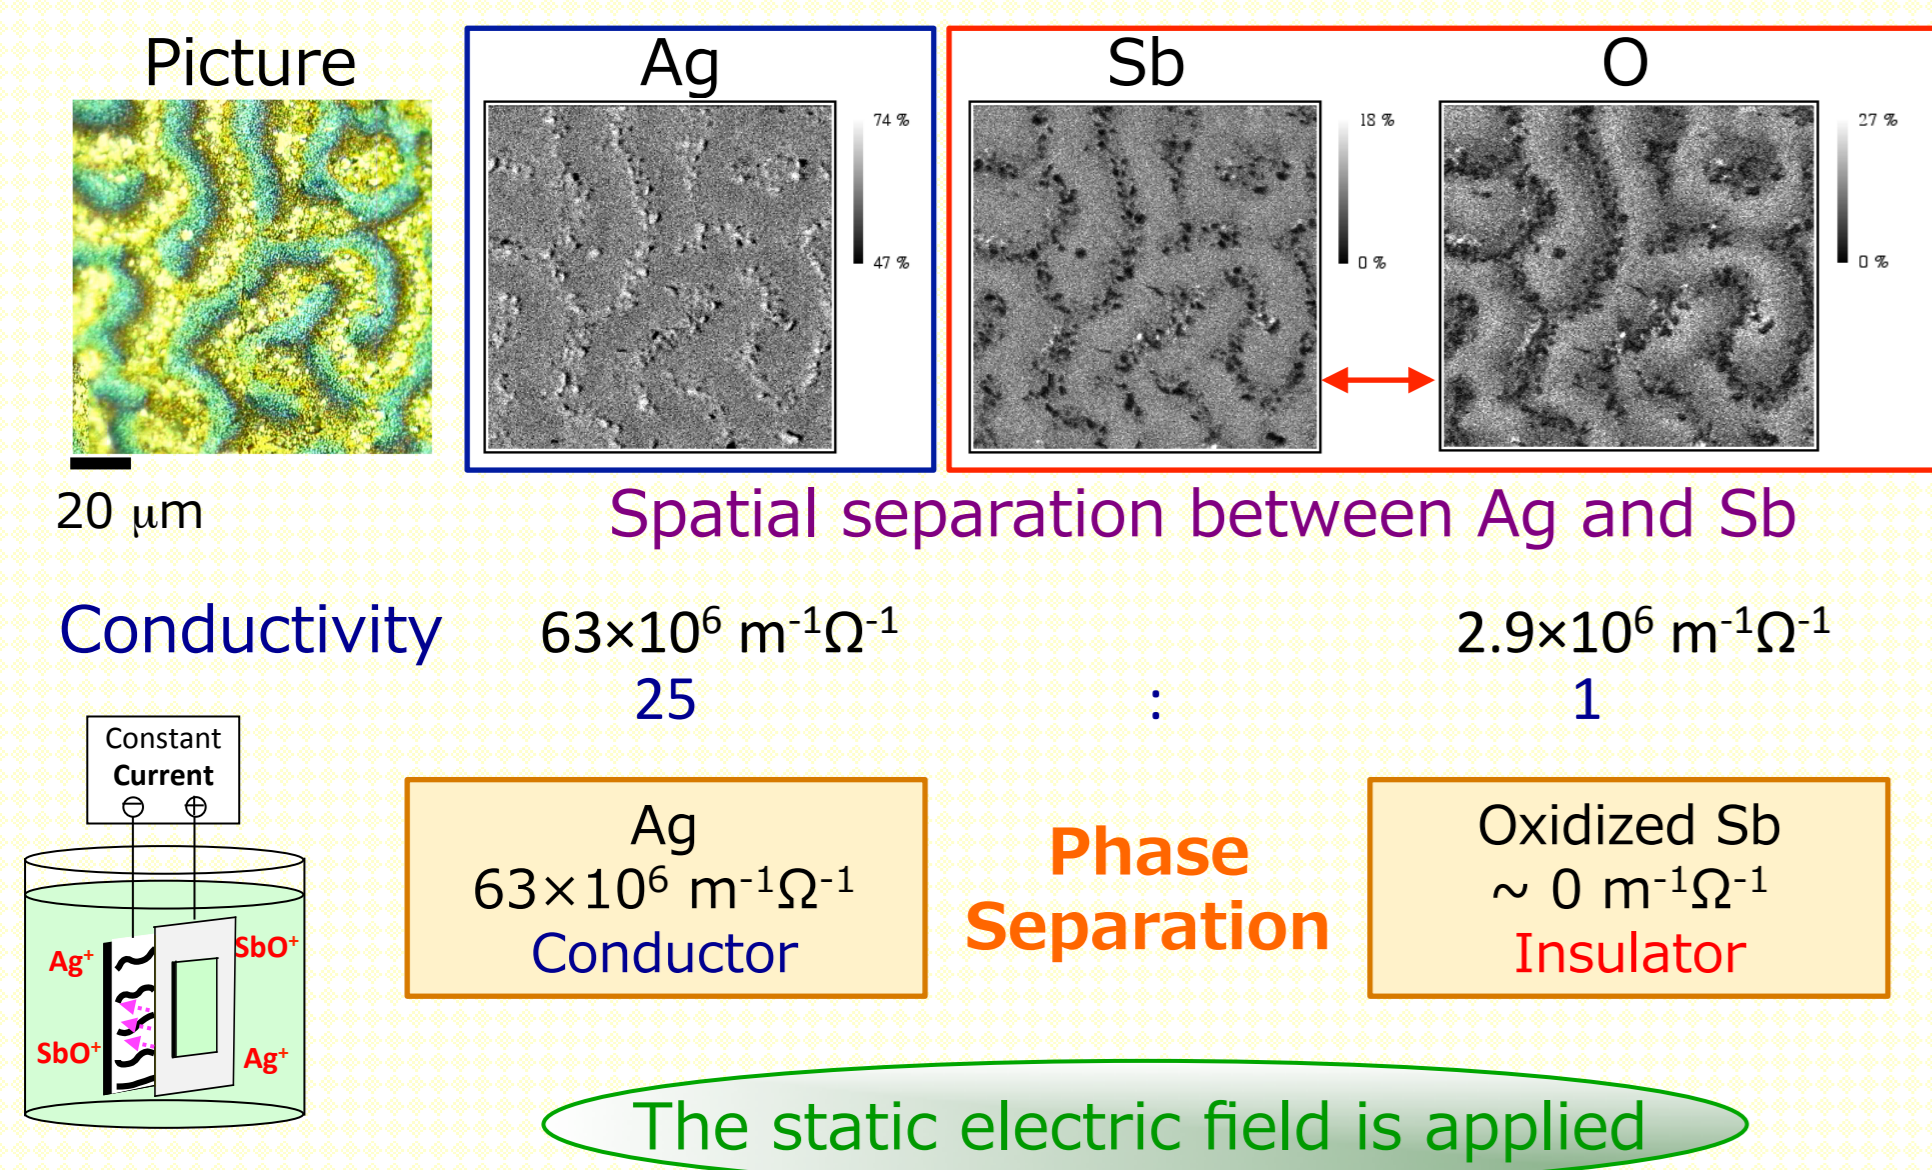 Picture
Ag
Sb
O
74 %
47 %
18 %
0 %
27 %
0 %
20 μm
Spatial separation between Ag and Sb
Conductivity
63×10⁶ m⁻¹Ω⁻¹
2.9×10⁶ m⁻¹Ω⁻¹
25 : 1
Constant
Current
⊖ ⊕
Ag⁺
SbO⁺
SbO⁺
Ag⁺
Ag
63×10⁶ m⁻¹Ω⁻¹
Conductor
Phase
Separation
Oxidized Sb
~ 0 m⁻¹Ω⁻¹
Insulator
The static electric field is applied